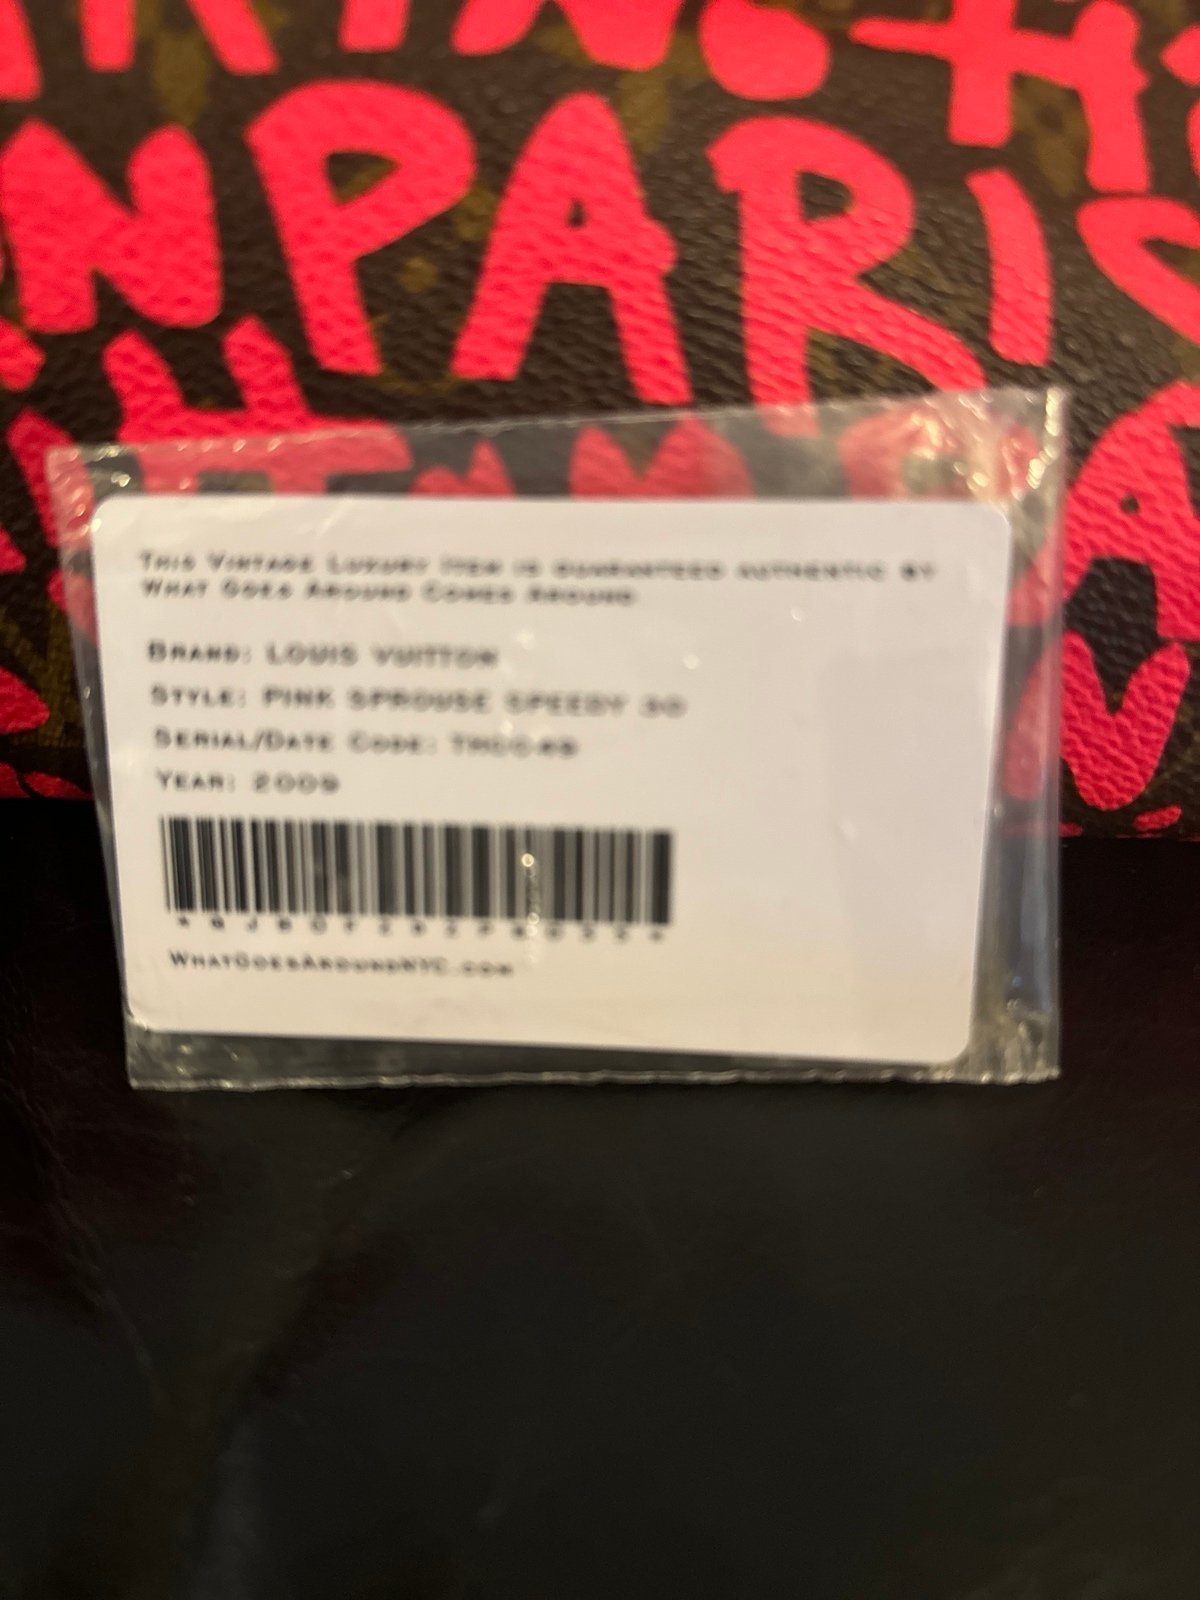 N PARIS
THIS VINTAGE LUXURY ITEM IS GUARANTEED AUTHENTIC BY
WHAT GOES AROUND COMES AROUND
BRAND: LOUIS VUITTON
STYLE: PINK SPROUSE SPEEDY 30
SERIAL/DATE CODE:
YEAR: 2009
WHATGOESAROUNDNYC.COM